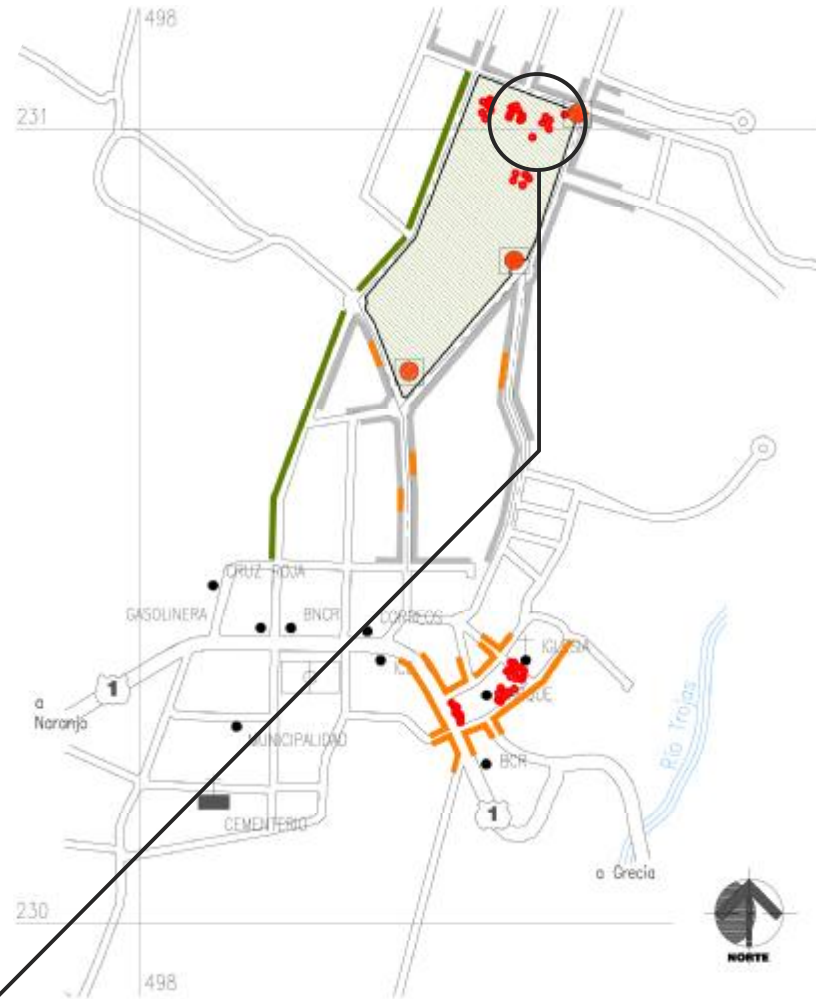 498
231
CRUZ ROJA
GASOLINERA
BNCR
CORREOS
IGLESIA
1
a
Naranjo
MUNICIPALIDAD
BCR
Río Trojas
1
CEMENTERIO
a Grecia
230
NORTE
498